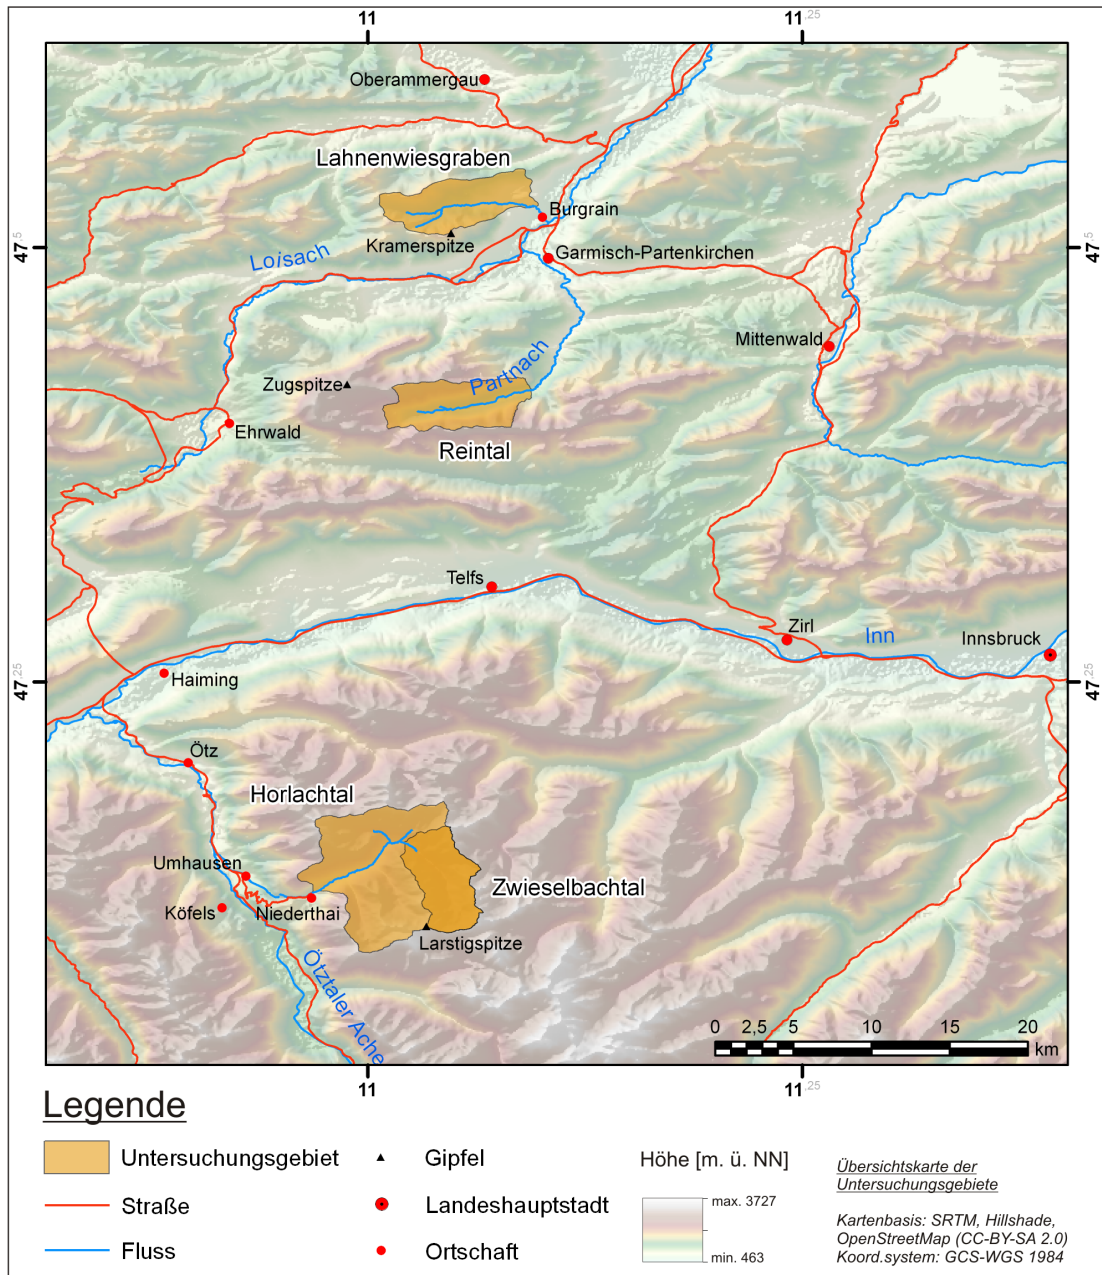 11
11.25
Oberammergau
Lahnenwiesgraben
Burgrain
Kramerspitze
47.5
47.5
Loisach
Garmisch-Partenkirchen
Mittenwald
Partnach
Zugspitze
Ehrwald
Reintal
Telfs
Zirl
Inn
Innsbruck
47.25
47.25
Haiming
Ötz
Horlachtal
Umhausen
Zwieselbachtal
Köfels
Niederthai
Larstigspitze
Ötztaler Ache
0 2,5 5 10 15 20
km
11
11.25
Legende
Untersuchungsgebiet
Straße
Fluss
Gipfel
Landeshauptstadt
Ortschaft
Höhe [m. ü. NN]
max. 3727
min. 463
Übersichtskarte der
Untersuchungsgebiete
Kartenbasis: SRTM, Hillshade,
OpenStreetMap (CC-BY-SA 2.0)
Koord.system: GCS-WGS 1984